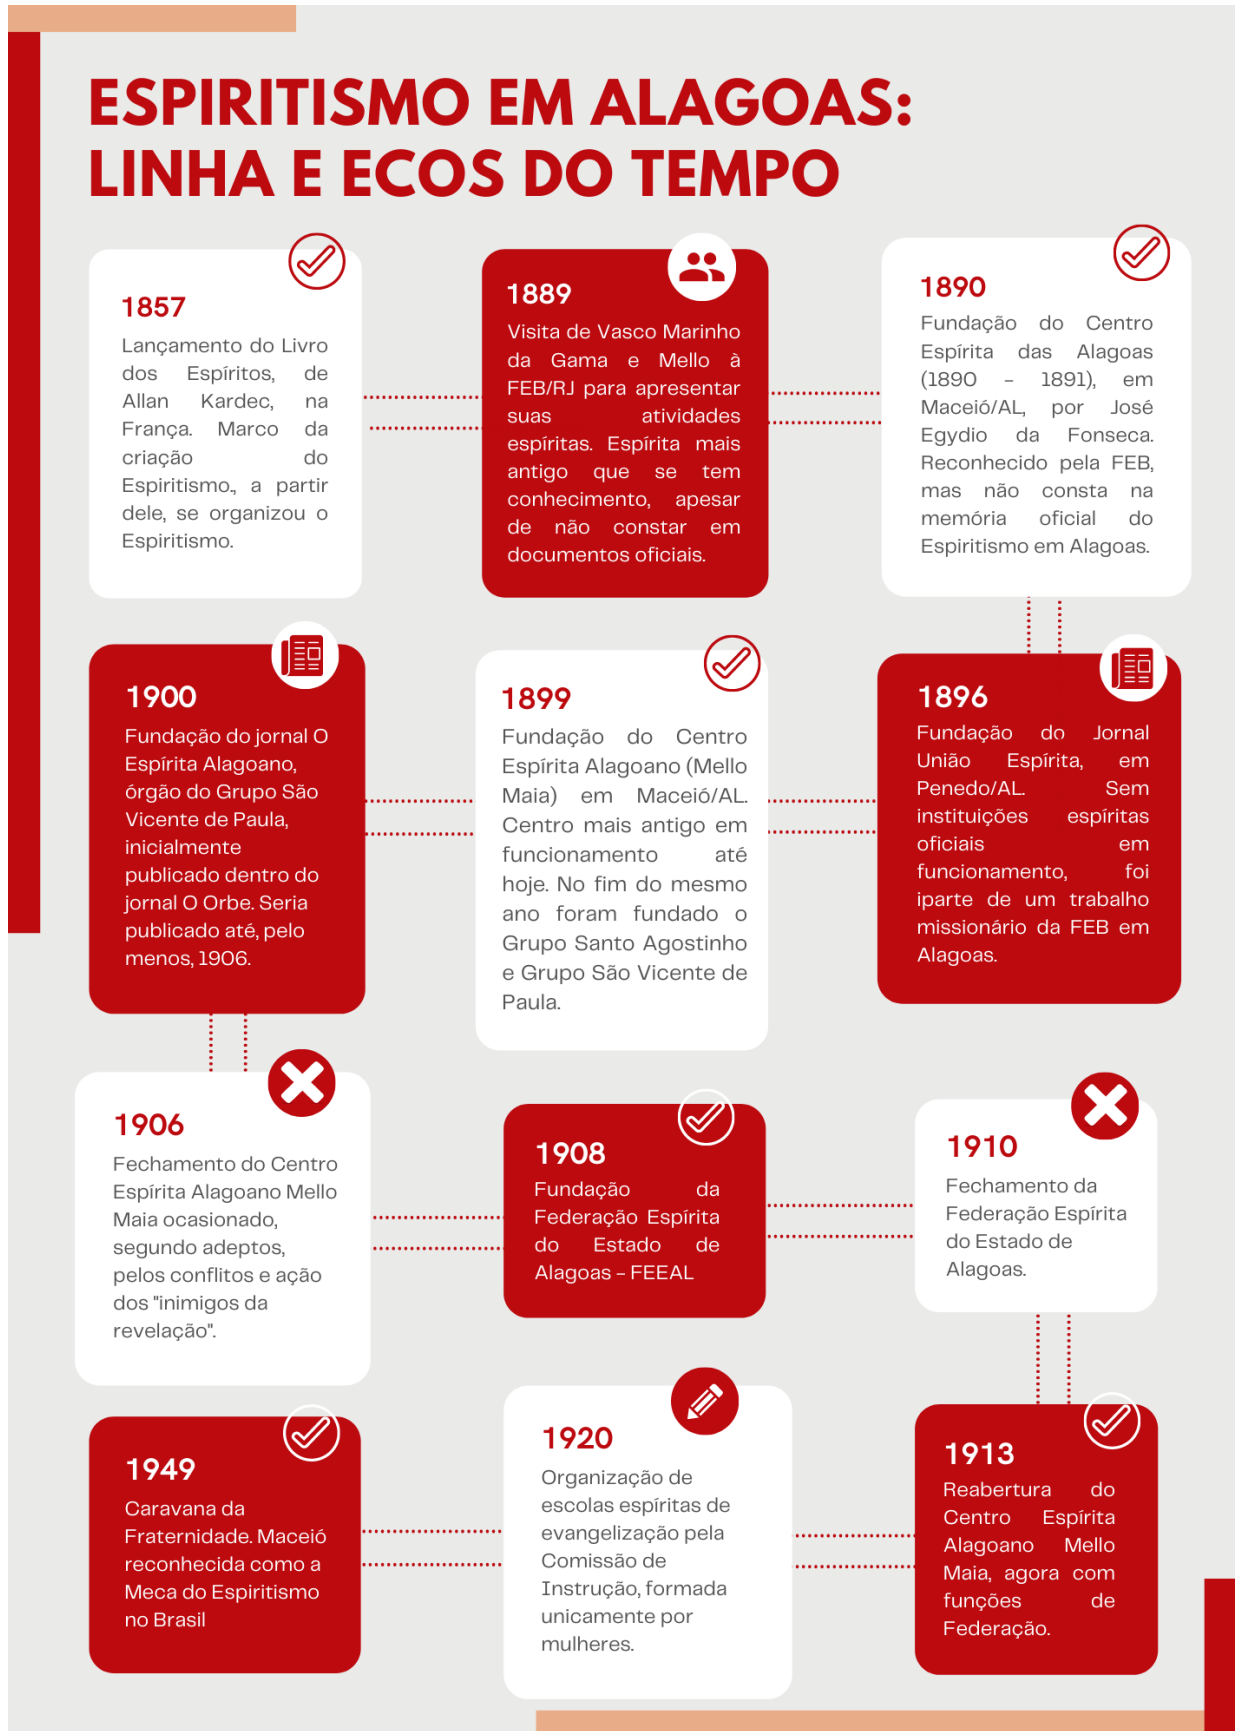 ESPIRITISMO EM ALAGOAS:
LINHA E ECOS DO TEMPO
1857
Lançamento do Livro
dos Espíritos, de
Allan Kardec, na
França. Marco da
criação do
Espiritismo., a partir
dele, se organizou o
Espiritismo.
1889
Visita de Vasco Marinho
da Gama e Mello à
FEB/RJ para apresentar
suas atividades
espíritas. Espírita mais
antigo que se tem
conhecimento, apesar
de não constar em
documentos oficiais.
1890
Fundação do Centro
Espírita das Alagoas
(1890 - 1891), em
Maceió/AL, por José
Egydio da Fonseca.
Reconhecido pela FEB,
mas não consta na
memória oficial do
Espiritismo em Alagoas.
1896
Fundação do Jornal
União Espírita, em
Penedo/AL. Sem
instituições espíritas
oficiais em
funcionamento, foi
iparte de um trabalho
missionário da FEB em
Alagoas.
1899
Fundação do Centro
Espírita Alagoano (Mello
Maia) em Maceió/AL.
Centro mais antigo em
funcionamento até
hoje. No fim do mesmo
ano foram fundado o
Grupo Santo Agostinho
e Grupo São Vicente de
Paula.
1900
Fundação do jornal O
Espírita Alagoano,
órgão do Grupo São
Vicente de Paula,
inicialmente
publicado dentro do
jornal O Orbe. Seria
publicado até, pelo
menos, 1906.
1906
Fechamento do Centro
Espírita Alagoano Mello
Maia ocasionado,
segundo adeptos,
pelos conflitos e ação
dos "inimigos da
revelação".
1908
Fundação da
Federação Espírita
do Estado de
Alagoas - FEEAL
1910
Fechamento da
Federação Espírita
do Estado de
Alagoas.
1913
Reabertura do
Centro Espírita
Alagoano Mello
Maia, agora com
funções de
Federação.
1920
Organização de
escolas espíritas de
evangelização pela
Comissão de
Instrução, formada
unicamente por
mulheres.
1949
Caravana da
Fraternidade. Maceió
reconhecida como a
Meca do Espiritismo
no Brasil